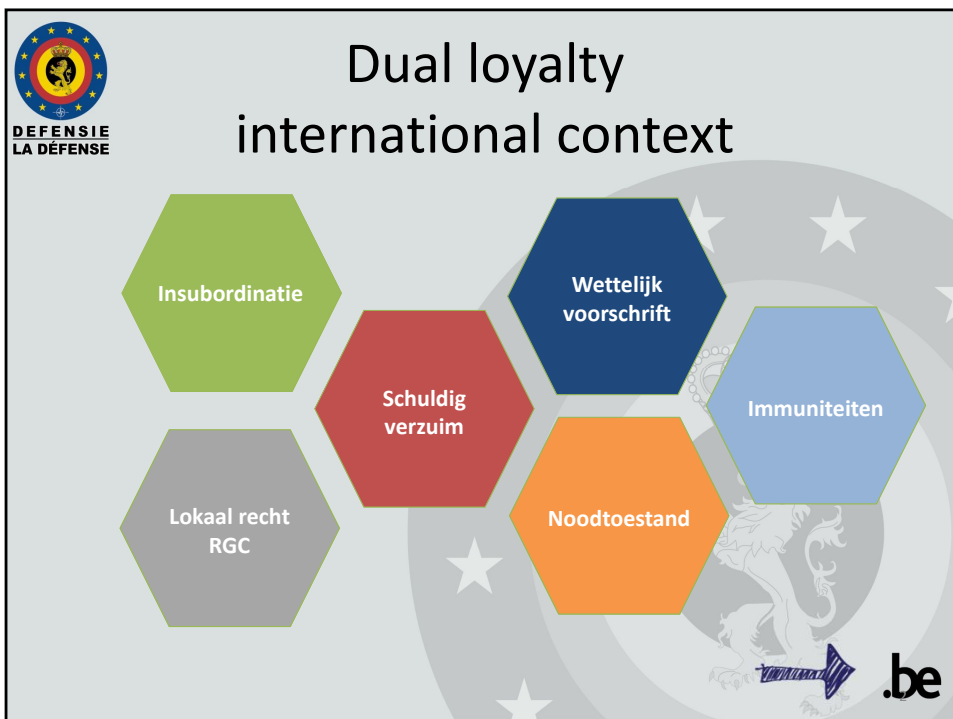 DEFENSIE
LA DÉFENSE
Dual loyalty
international context
Insubordinatie
Wettelijk
voorschrift
Schuldig
verzuim
Immuniteiten
Lokaal recht
RGC
Noodtoestand
.be